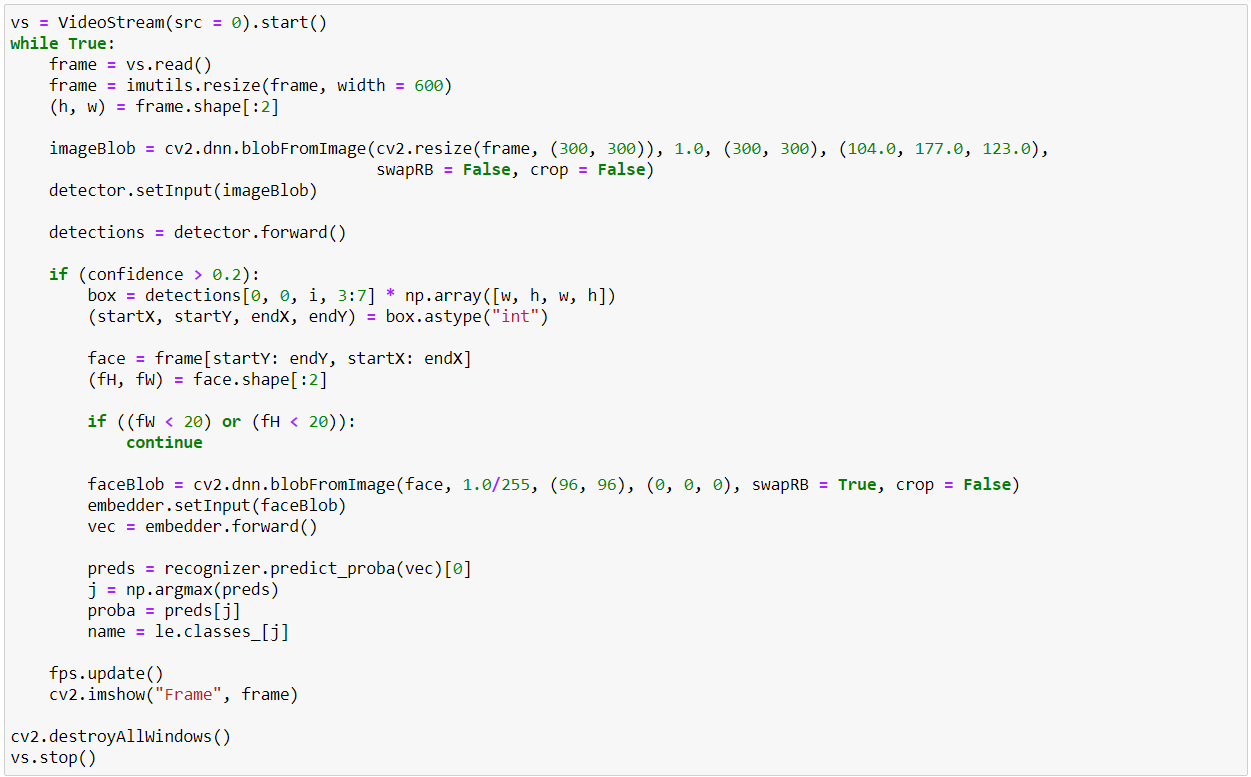 vs = VideoStream(src = 0).start()
while True:
    frame = vs.read()
    frame = imutils.resize(frame, width = 600)
    (h, w) = frame.shape[:2]

    imageBlob = cv2.dnn.blobFromImage(cv2.resize(frame, (300, 300)), 1.0, (300, 300), (104.0, 177.0, 123.0),
                                      swapRB = False, crop = False)
    detector.setInput(imageBlob)

    detections = detector.forward()

    if (confidence > 0.2):
        box = detections[0, 0, i, 3:7] * np.array([w, h, w, h])
        (startX, startY, endX, endY) = box.astype("int")

        face = frame[startY: endY, startX: endX]
        (fH, fW) = face.shape[:2]

        if ((fW < 20) or (fH < 20)):
            continue

        faceBlob = cv2.dnn.blobFromImage(face, 1.0/255, (96, 96), (0, 0, 0), swapRB = True, crop = False)
        embedder.setInput(faceBlob)
        vec = embedder.forward()

        preds = recognizer.predict_proba(vec)[0]
        j = np.argmax(preds)
        proba = preds[j]
        name = le.classes_[j]

    fps.update()
    cv2.imshow("Frame", frame)

cv2.destroyAllWindows()
vs.stop()